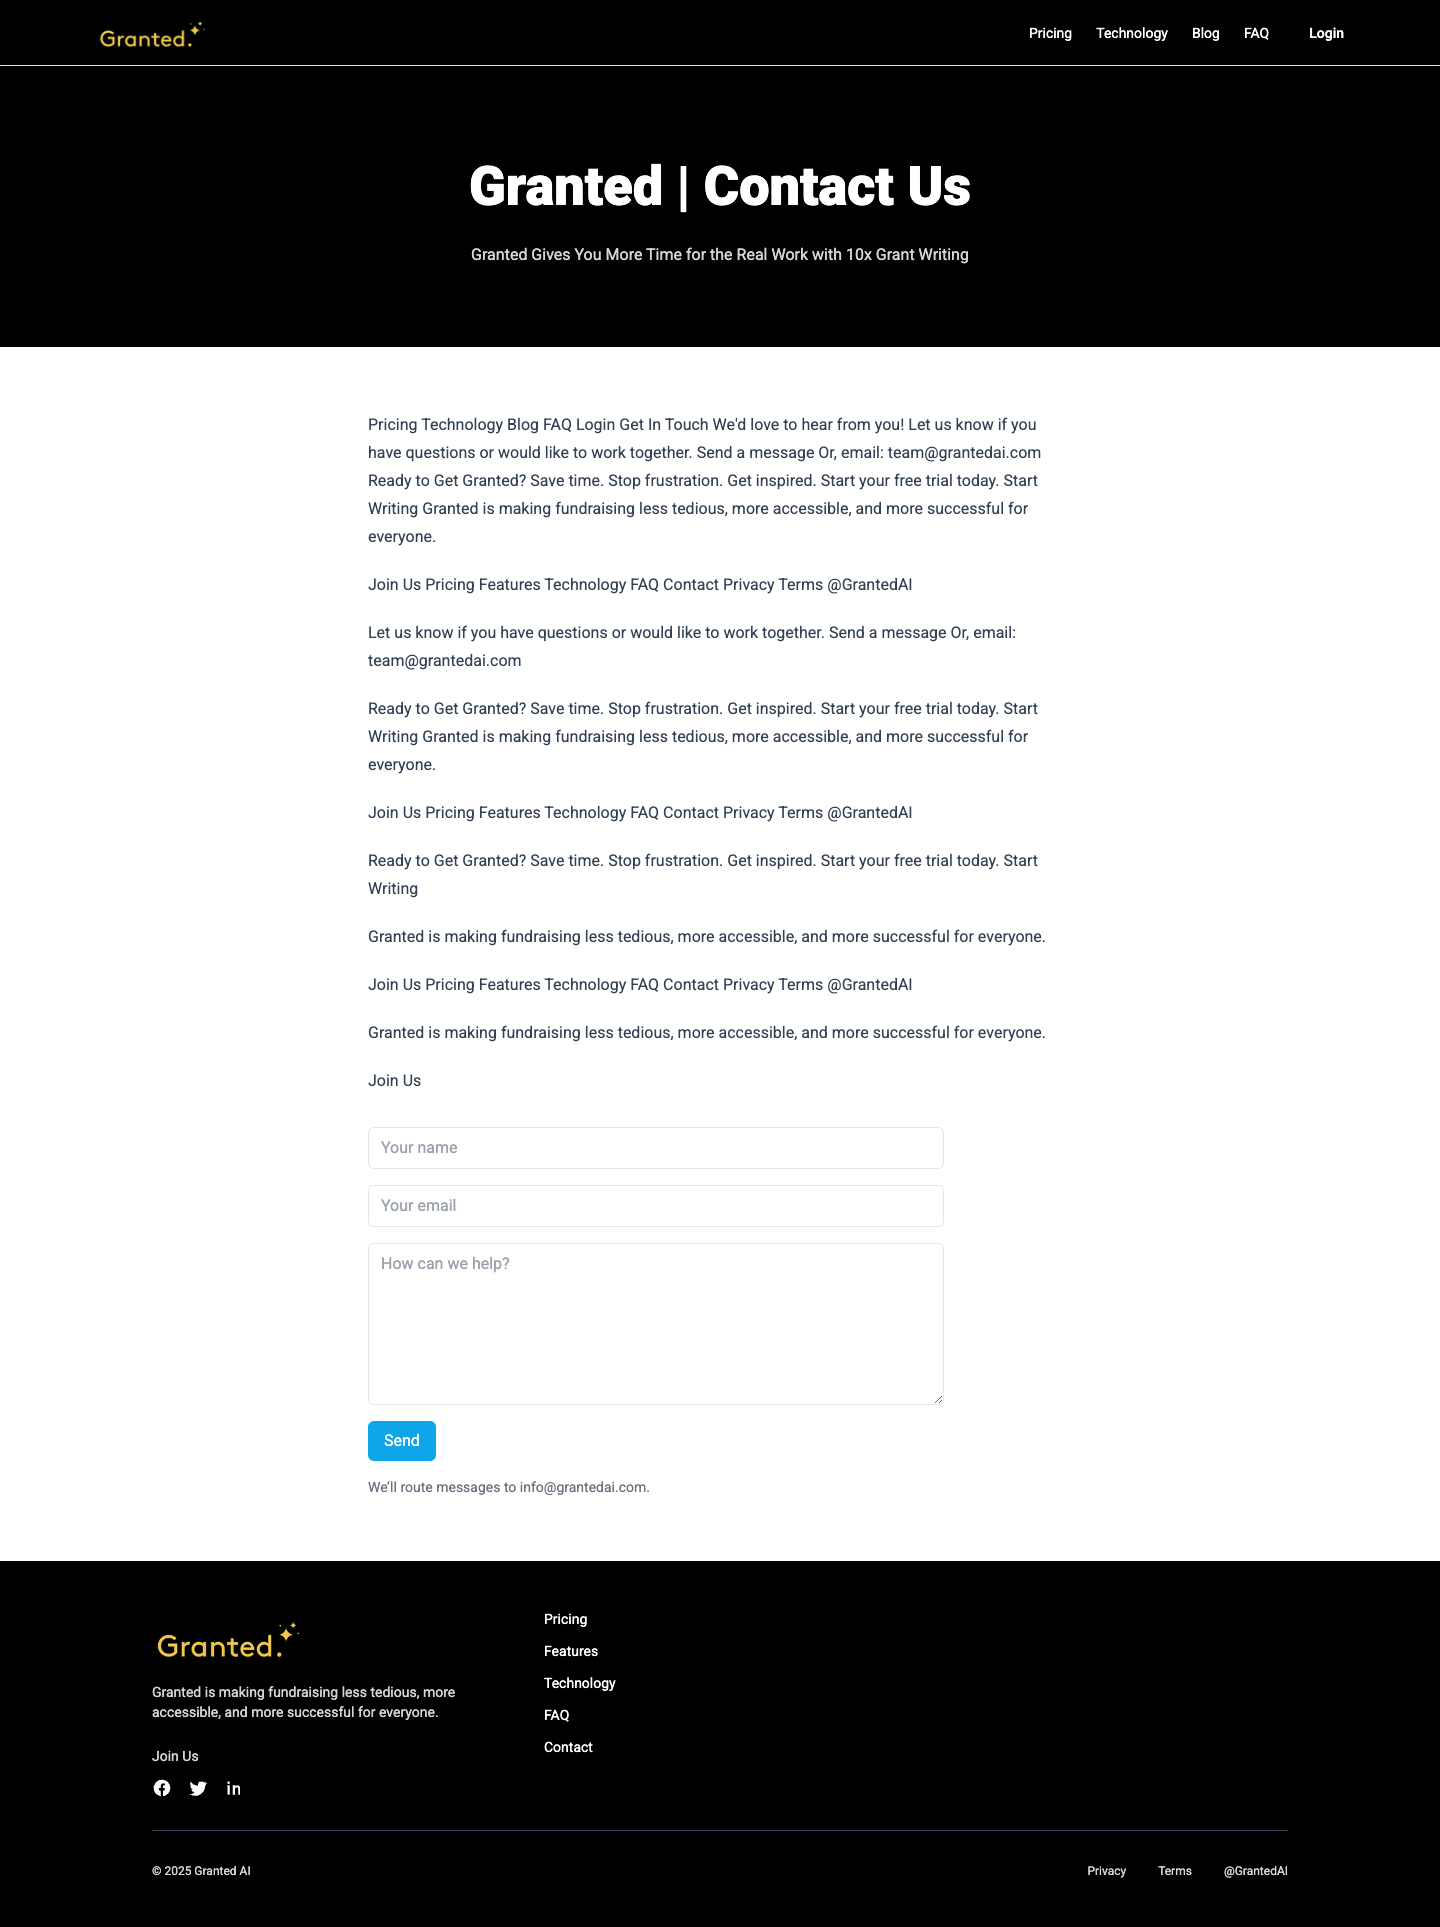 Granted.
Pricing Technology Blog FAQ Login
Granted | Contact Us
Granted Gives You More Time for the Real Work with 10x Grant Writing
Pricing Technology Blog FAQ Login Get In Touch We'd love to hear from you! Let us know if you
have questions or would like to work together. Send a message Or, email: team@grantedai.com
Ready to Get Granted? Save time. Stop frustration. Get inspired. Start your free trial today. Start
Writing Granted is making fundraising less tedious, more accessible, and more successful for
everyone.
Join Us Pricing Features Technology FAQ Contact Privacy Terms @GrantedAI
Let us know if you have questions or would like to work together. Send a message Or, email:
team@grantedai.com
Ready to Get Granted? Save time. Stop frustration. Get inspired. Start your free trial today. Start
Writing Granted is making fundraising less tedious, more accessible, and more successful for
everyone.
Join Us Pricing Features Technology FAQ Contact Privacy Terms @GrantedAI
Ready to Get Granted? Save time. Stop frustration. Get inspired. Start your free trial today. Start
Writing
Granted is making fundraising less tedious, more accessible, and more successful for everyone.
Join Us Pricing Features Technology FAQ Contact Privacy Terms @GrantedAI
Granted is making fundraising less tedious, more accessible, and more successful for everyone.
Join Us
Your name
Your email
How can we help?
Send
We’ll route messages to info@grantedai.com.
Granted.
Granted is making fundraising less tedious, more
accessible, and more successful for everyone.
Join Us
Pricing
Features
Technology
FAQ
Contact
© 2025 Granted AI
Privacy Terms @GrantedAI